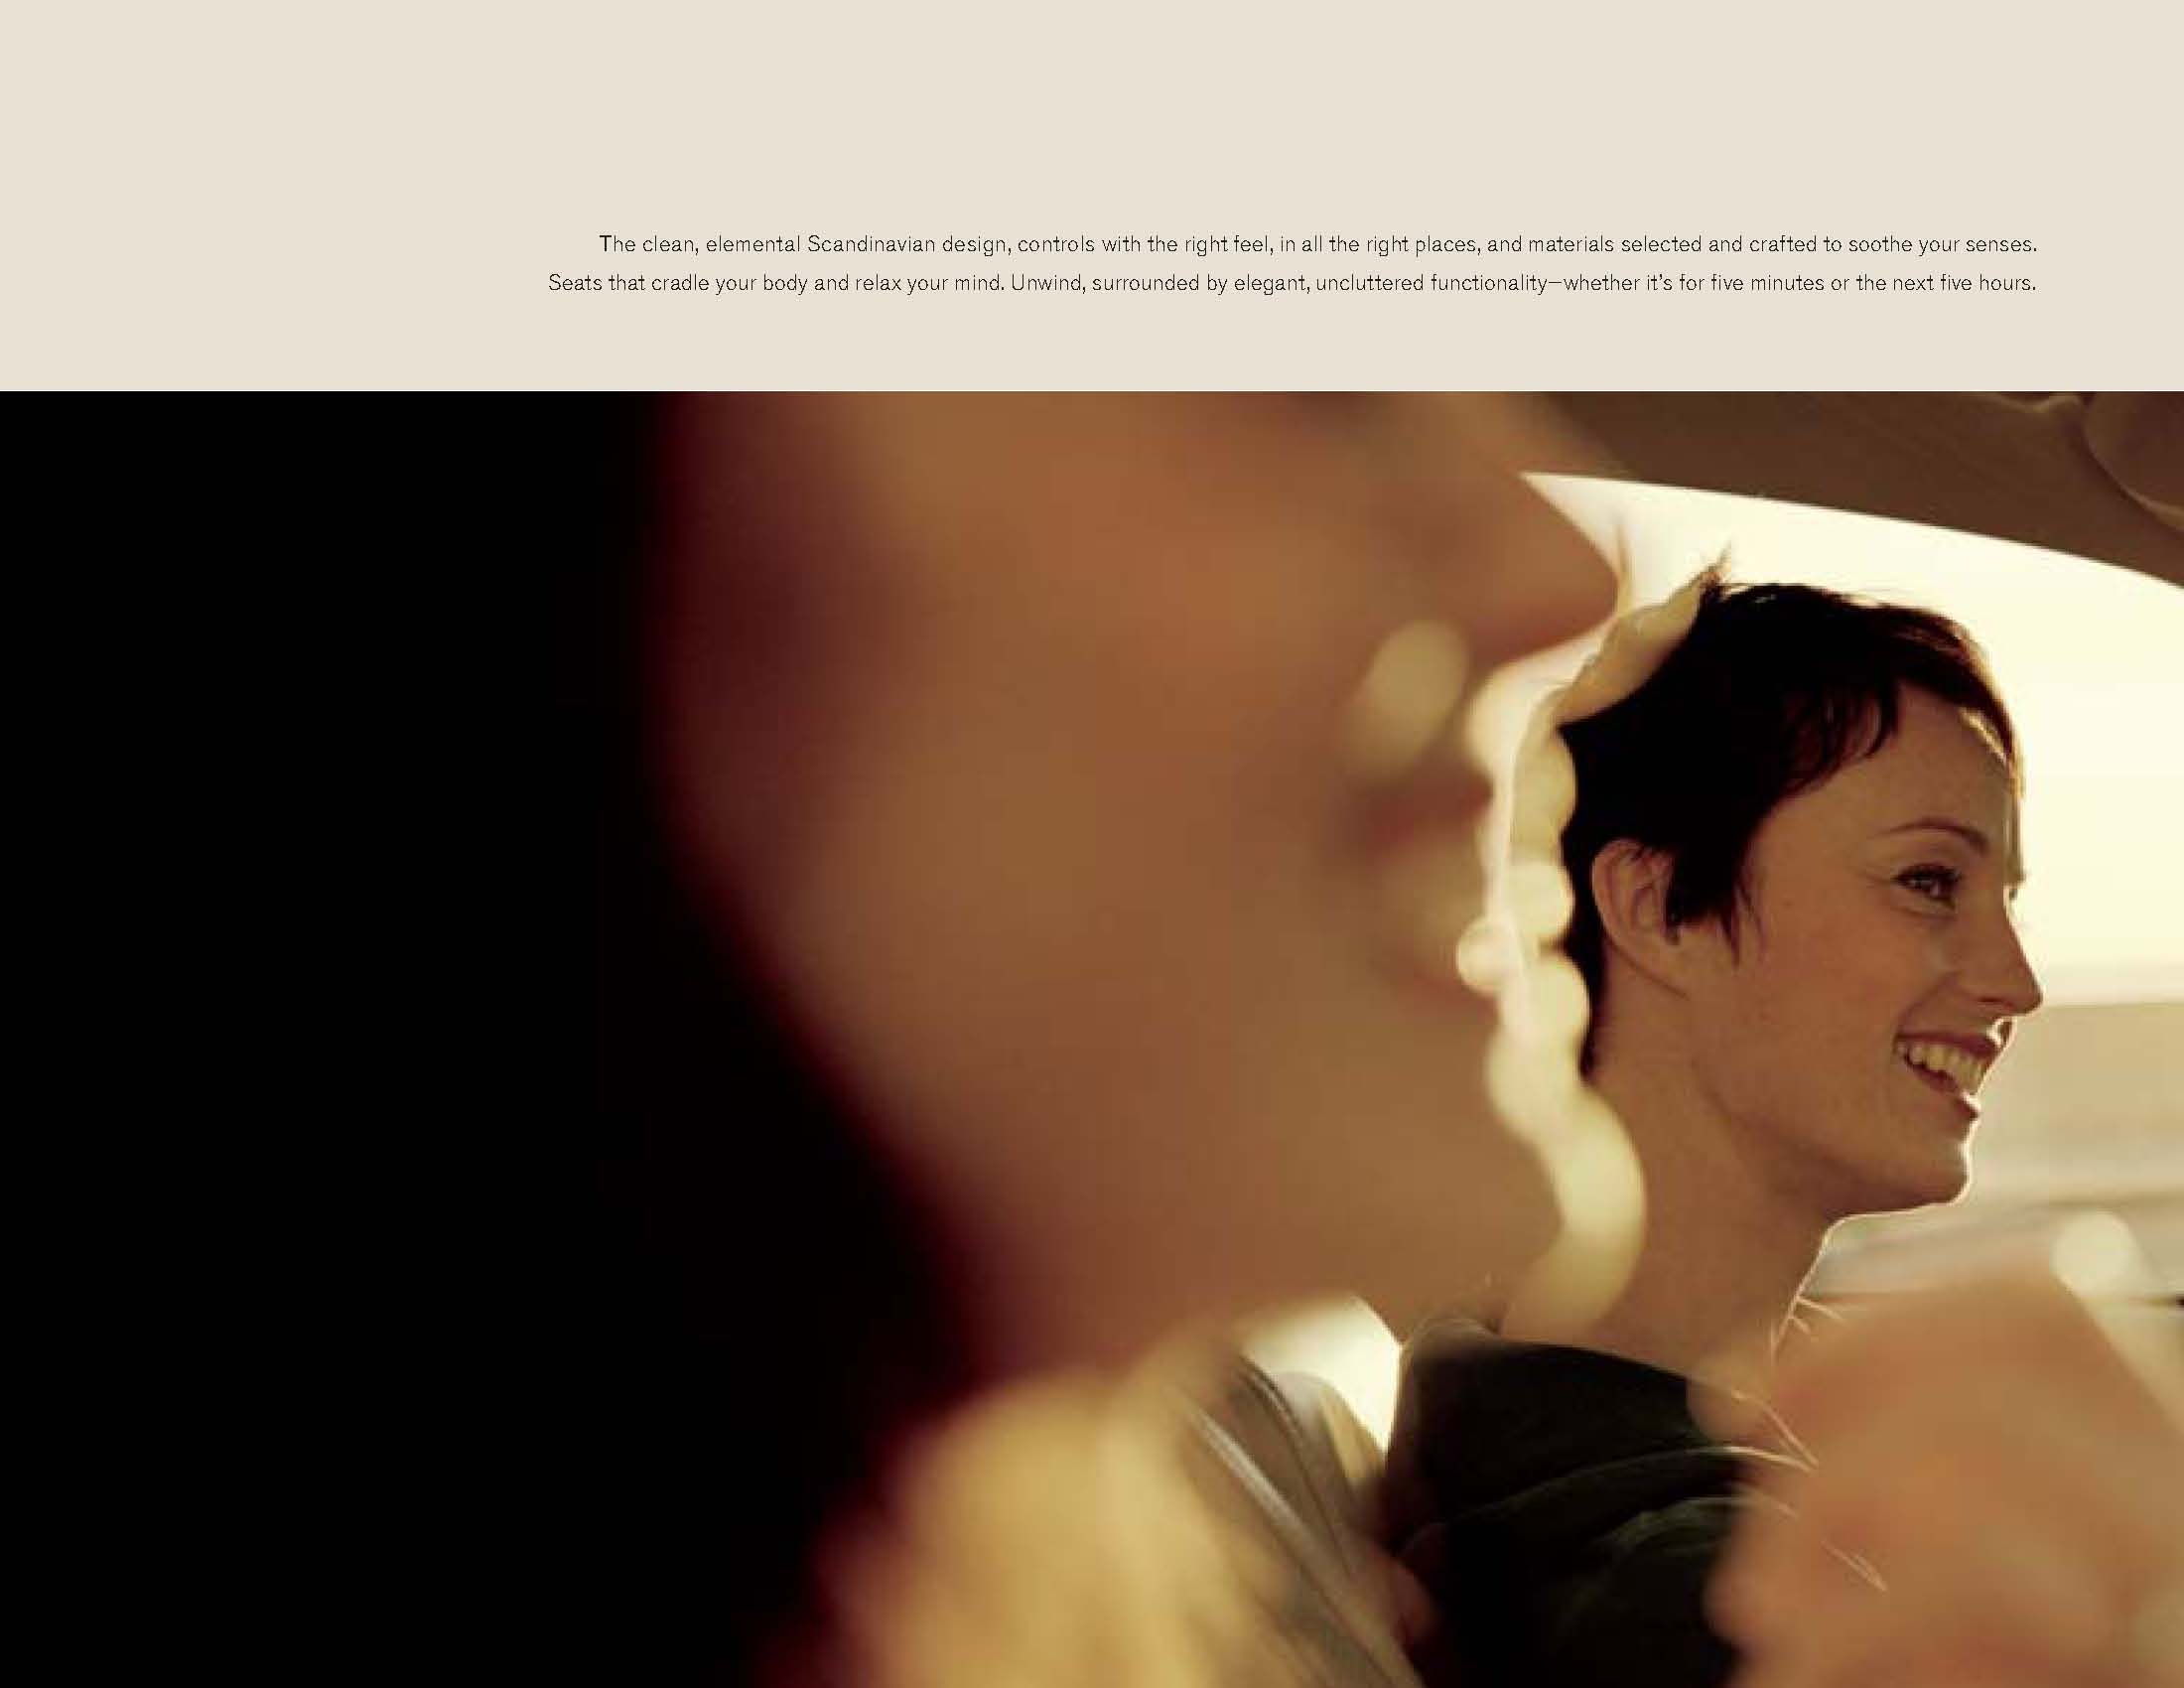 The clean, elemental Scandinavian design, controls with the right feel, in all the right places, and materials selected and crafted to soothe your senses.
Seats that cradle your body and relax your mind. Unwind, surrounded by elegant, uncluttered functionality—whether it’s for five minutes or the next five hours.